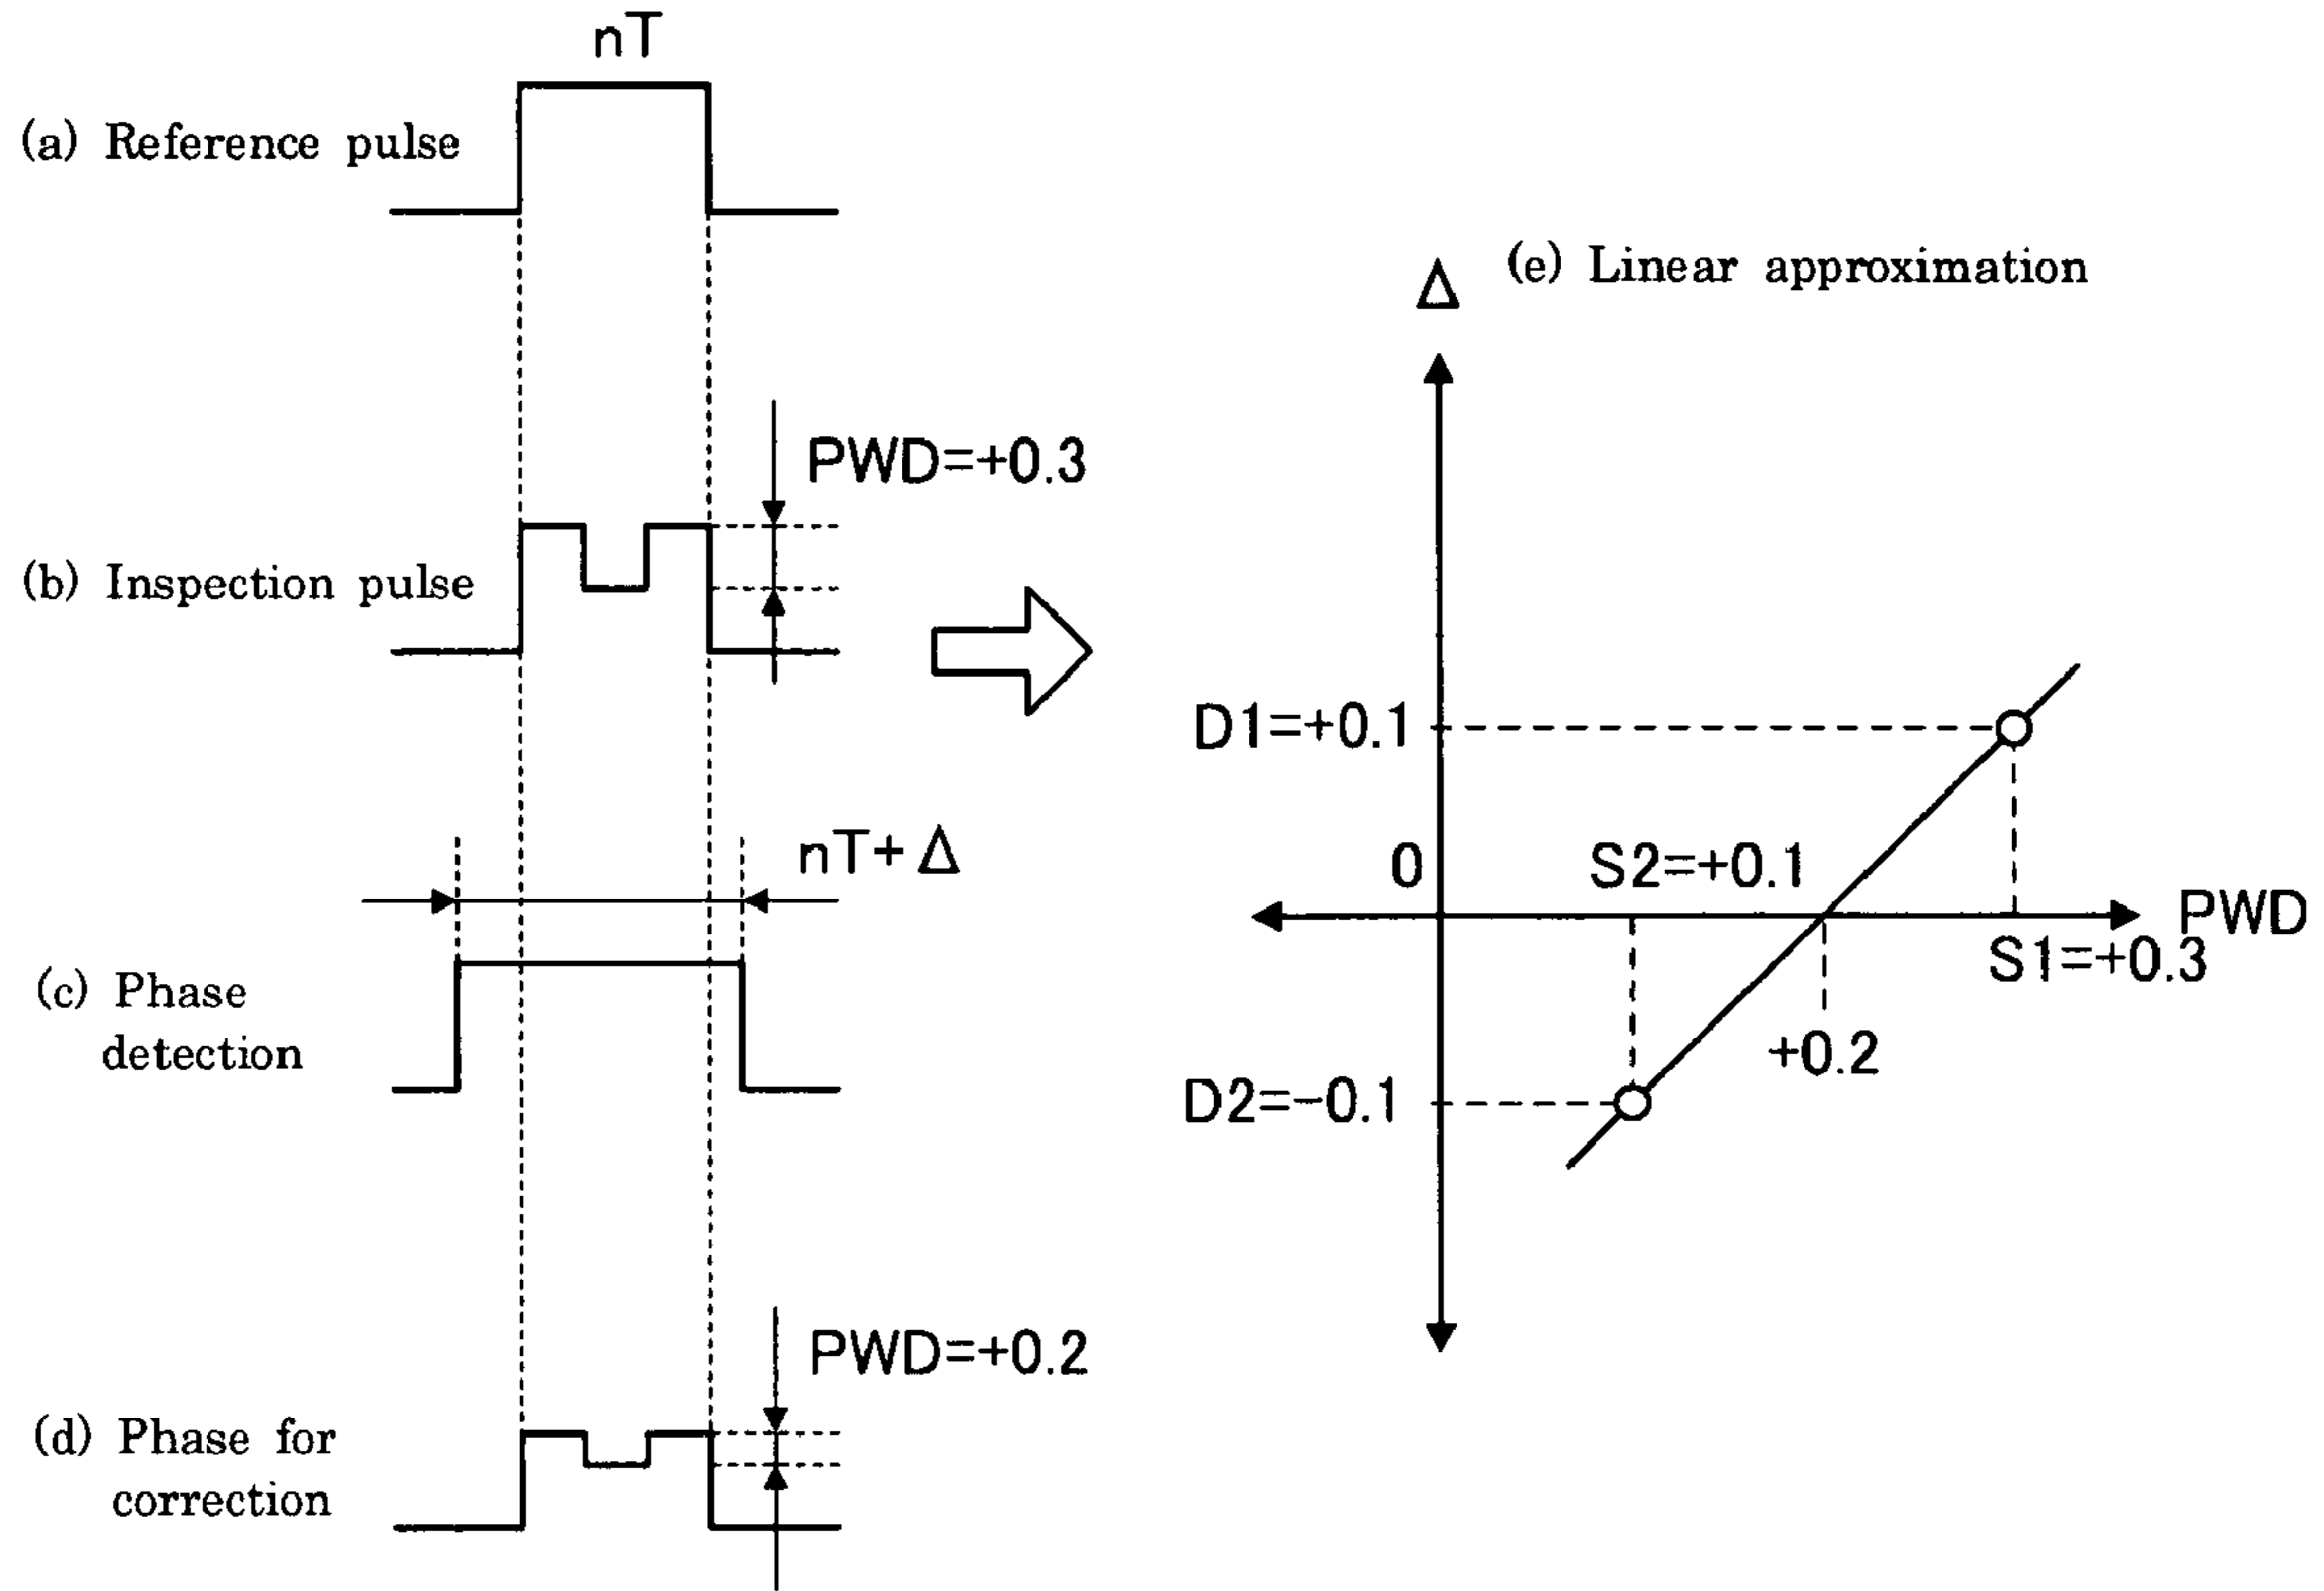 nT
(a) Reference pulse
PWD=+0.3
(b) Inspection pulse
nT+Δ
(c) Phase
detection
PWD=+0.2
(d) Phase for
correction
(e) Linear approximation
Δ
D1=+0.1
0
S2=+0.1
PWD
S1=+0.3
+0.2
D2=-0.1